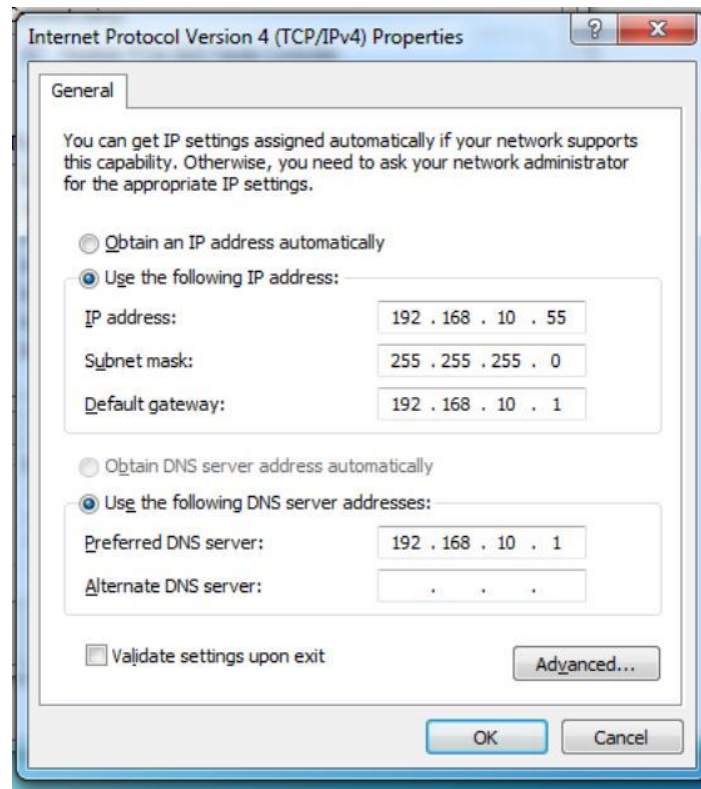 Internet Protocol Version 4 (TCP/IPv4) Properties
General
You can get IP settings assigned automatically if your network supports
this capability. Otherwise, you need to ask your network administrator
for the appropriate IP settings.
Obtain an IP address automatically
Use the following IP address:
IP address: 192 . 168 . 10 . 55
Subnet mask: 255 . 255 . 255 . 0
Default gateway: 192 . 168 . 10 . 1
Obtain DNS server address automatically
Use the following DNS server addresses:
Preferred DNS server: 192 . 168 . 10 . 1
Alternate DNS server: . . .
Validate settings upon exit
Advanced...
OK Cancel